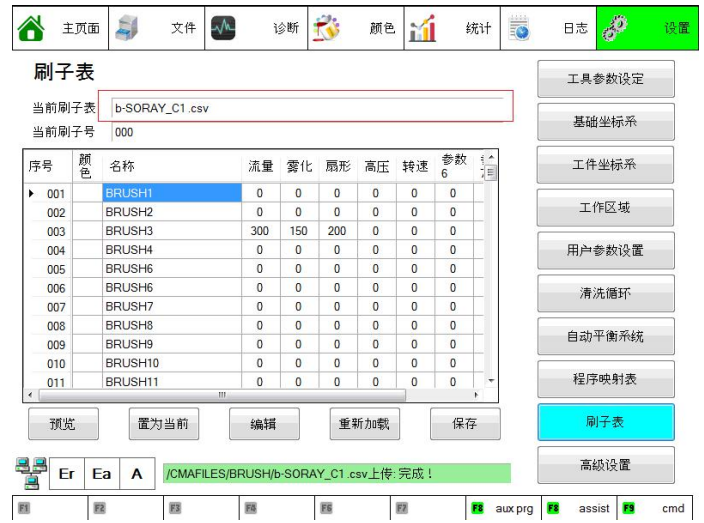 主页面 文件 诊断 颜色 统计 日志 设置
刷子表
当前刷子表 b-SORAY_C1.csv
当前刷子号 000
序号 颜色 名称 流量 雾化 扇形 高压 转速 参数6
001 BRUSH1 0 0 0 0 0 0
002 BRUSH2 0 0 0 0 0 0
003 BRUSH3 300 150 200 0 0 0
004 BRUSH4 0 0 0 0 0 0
005 BRUSH6 0 0 0 0 0 0
006 BRUSH6 0 0 0 0 0 0
007 BRUSH7 0 0 0 0 0 0
008 BRUSH8 0 0 0 0 0 0
009 BRUSH9 0 0 0 0 0 0
010 BRUSH10 0 0 0 0 0 0
011 BRUSH11 0 0 0 0 0 0
预览 置为当前 编辑 重新加载 保存
工具参数设定
基础坐标系
工件坐标系
工作区域
用户参数设置
清洗循环
自动平衡系统
程序映射表
刷子表
高级设置
Er Ea A /CMAFILES/BRUSH/b-SORAY_C1.csv上传:完成！
F1 F2 F3 F4 F6 F7 F8 aux prg F8 assist F9 cmd